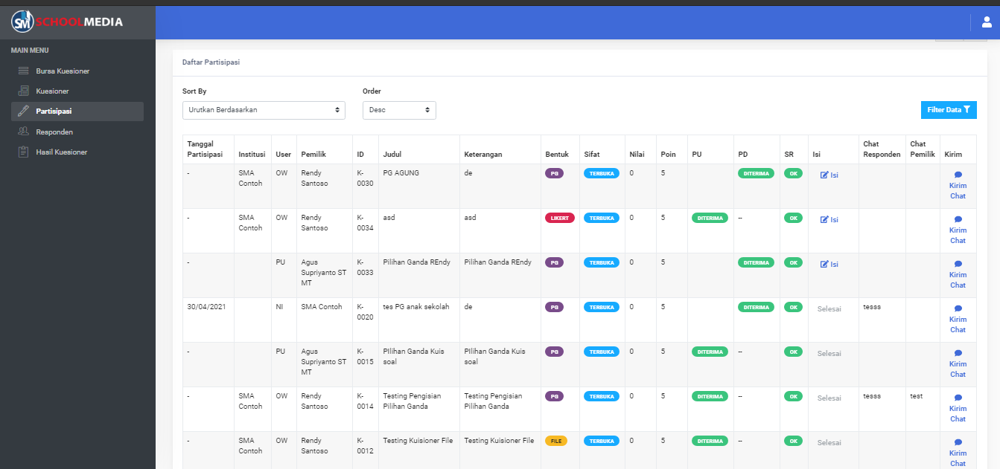 SM SCHOOLMEDIA
MAIN MENU
Bursa Kuesioner
Kuesioner
Partisipasi
Responden
Hasil Kuesioner
Daftar Partisipasi
Sort By Order
Urutkan Berdasarkan Desc Filter Data
Tanggal Chat Chat
Partisipasi Institusi User Pemilik ID Judul Keterangan Bentuk Sifat Nilai Poin PU PD SR Isi Responden Pemilik Kirim
- SMA OW Rendy K- PG AGUNG de PG TERBUKA 0 5 DITERIMA OK Isi
Contoh Santoso 0030 Kirim
Chat
- SMA OW Rendy K- asd asd LIKERT TERBUKA 0 5 DITERIMA -- OK Isi
Contoh Santoso 0034 Kirim
Chat
- PU Agus K- Pilihan Ganda REndy Pilihan Ganda REndy PG TERBUKA 0 5 DITERIMA OK Isi
Supriyanto ST 0033 Kirim
MT Chat
30/04/2021 NI SMA Contoh K- tes PG anak sekolah de PG TERBUKA 0 5 DITERIMA OK Selesai tesss
0020 Kirim
Chat
- PU Agus K- PIlihan Ganda Kuis PIlihan Ganda Kuis PG TERBUKA 0 5 DITERIMA -- OK Selesai
Supriyanto ST 0015 soal soal Kirim
MT Chat
- SMA OW Rendy K- Testing Pengisian Testing Pengisian PG TERBUKA 0 5 DITERIMA -- OK Selesai tesss test
Contoh Santoso 0014 Pilihan Ganda Pilihan Ganda Kirim
Chat
- SMA OW Rendy K- Testing Kuisioner File Testing Kuisioner File FILE TERBUKA 0 5 DITERIMA -- OK Selesai
Contoh Santoso 0012 Kirim
Chat